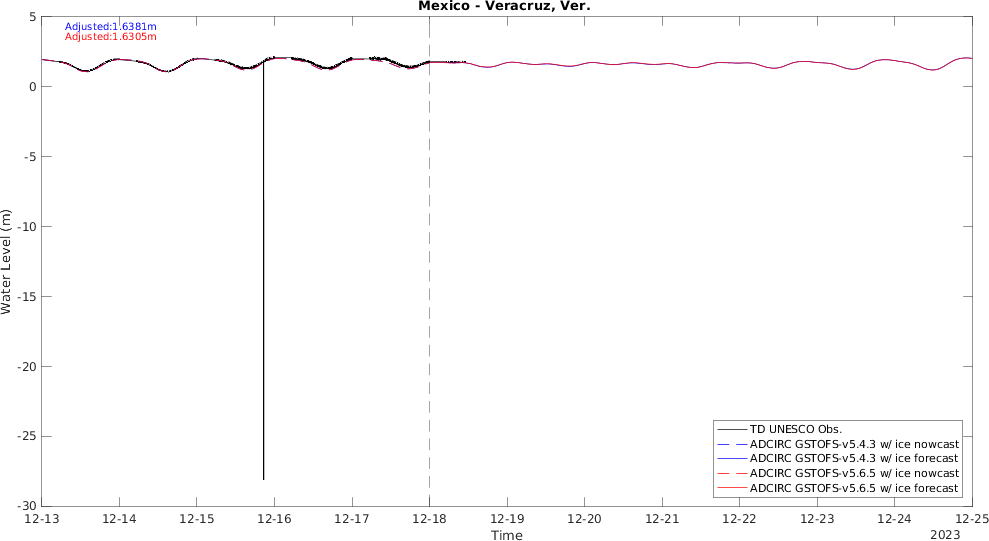 Mexico - Veracruz, Ver.
Adjusted:1.6381m
Adjusted:1.6305m
5
0
-5
-10
-15
-20
-25
-30
Water Level (m)
TD UNESCO Obs.
ADCIRC GSTOFS-v5.4.3 w/ ice nowcast
ADCIRC GSTOFS-v5.4.3 w/ ice forecast
ADCIRC GSTOFS-v5.6.5 w/ ice nowcast
ADCIRC GSTOFS-v5.6.5 w/ ice forecast
12-13 12-14 12-15 12-16 12-17 12-18 12-19 12-20 12-21 12-22 12-23 12-24 12-25
Time
2023